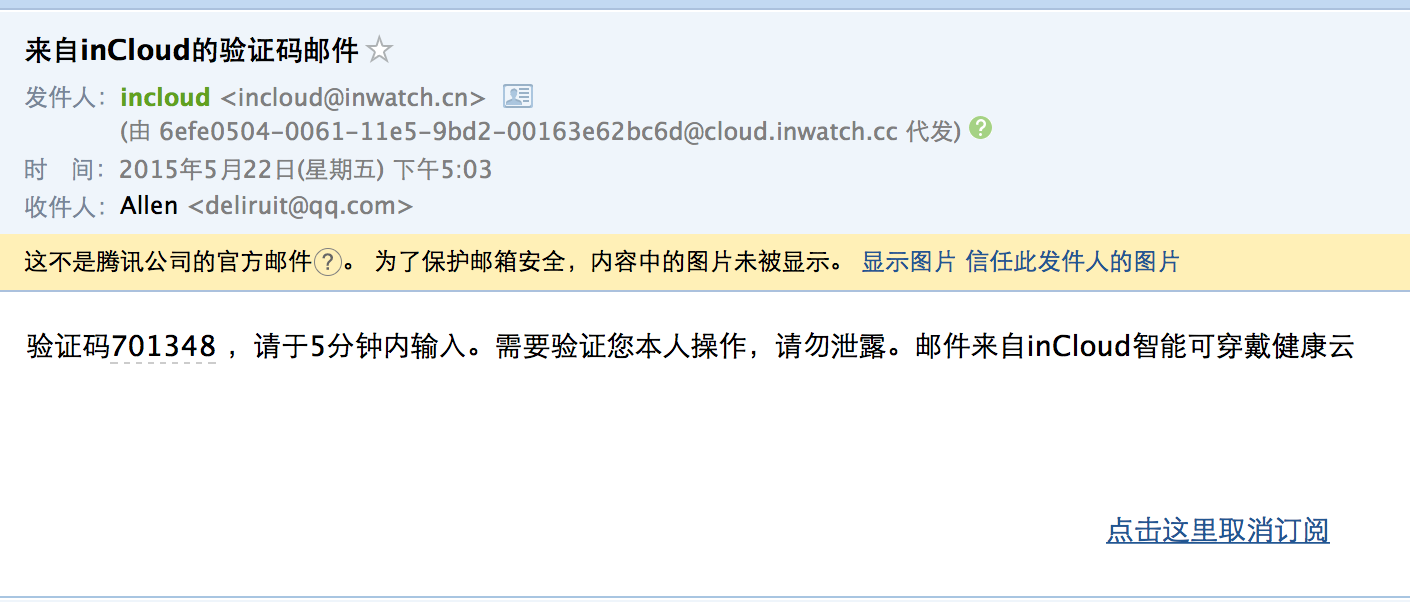 来自inCloud的验证码邮件
发件人： incloud <incloud@inwatch.cn>
(由 6efe0504-0061-11e5-9bd2-00163e62bc6d@cloud.inwatch.cc 代发) ?
时 间： 2015年5月22日(星期五) 下午5:03
收件人： Allen <deliruit@qq.com>
这不是腾讯公司的官方邮件?。 为了保护邮箱安全，内容中的图片未被显示。 显示图片 信任此发件人的图片
验证码701348 ，请于5分钟内输入。需要验证您本人操作，请勿泄露。邮件来自inCloud智能可穿戴健康云
点击这里取消订阅